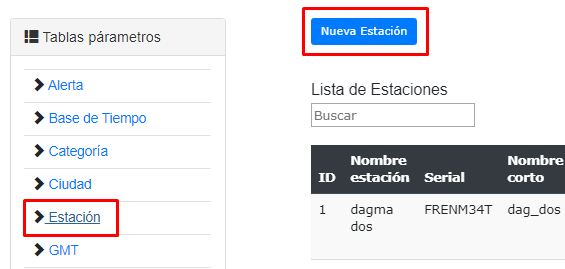 Tablas párametros
Alerta
Base de Tiempo
Categoría
Ciudad
Estación
GMT
Nueva Estación
Lista de Estaciones
Buscar
ID Nombre estación Serial Nombre corto
1 dagma dos FRENM34T dag_dos